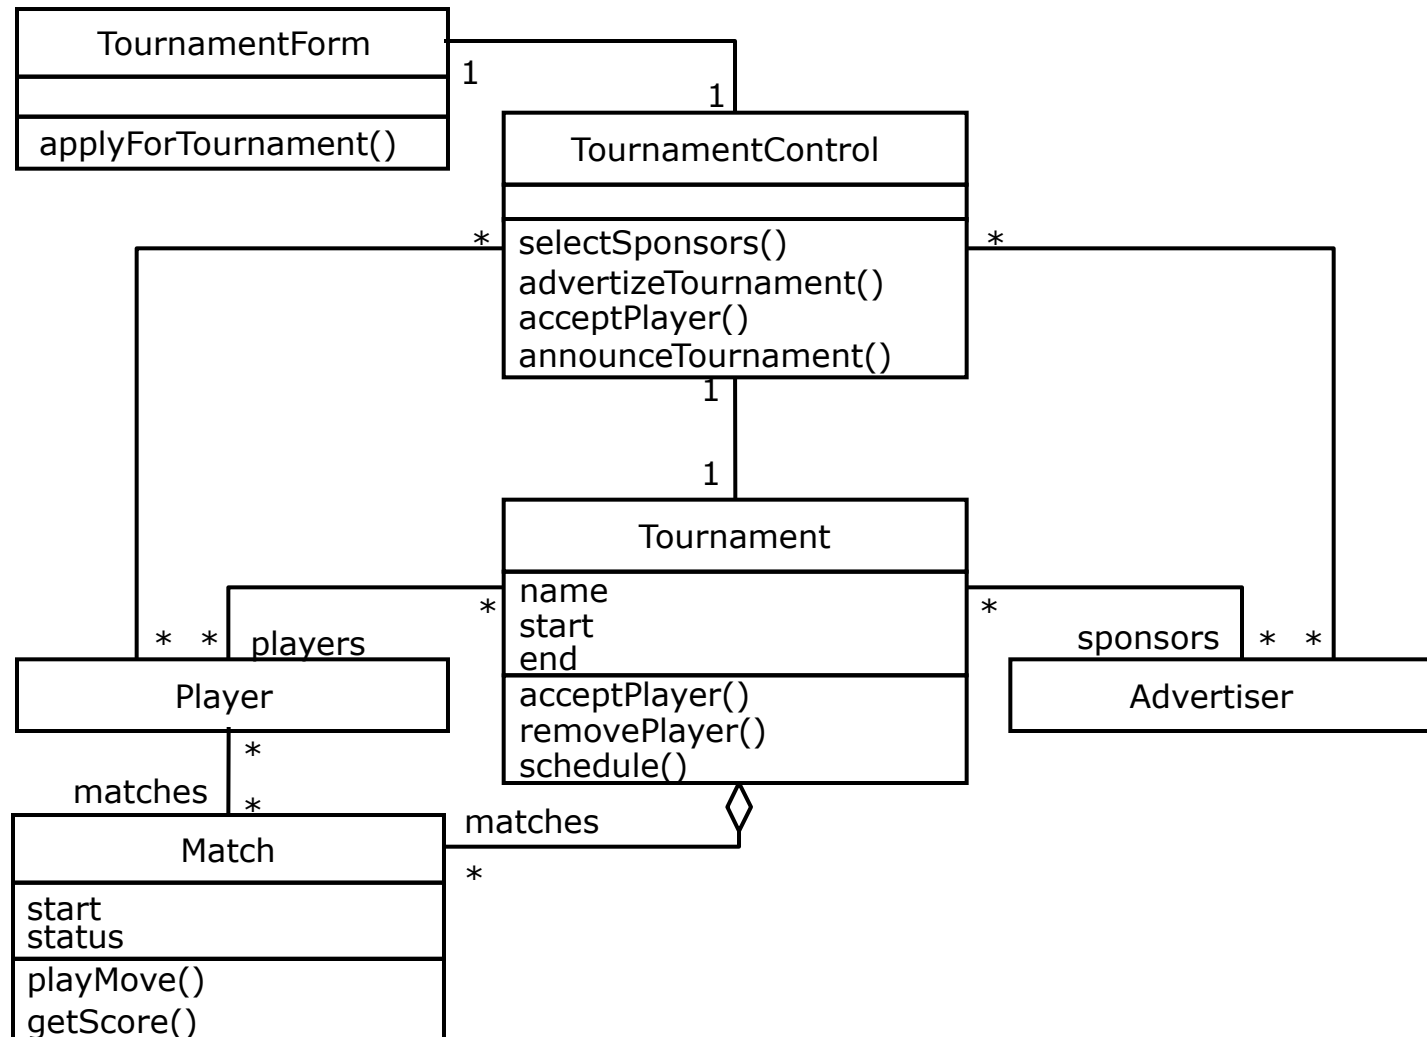 TournamentForm
1
applyForTournament()
1
TournamentControl
*
selectSponsors()
*
advertizeTournament()
acceptPlayer()
announceTournament()
1
1
Tournament
name
*
*
start
* * players
end
sponsors * *
Player
acceptPlayer()
Advertiser
removePlayer()
*
schedule()
matches
*
matches
Match
*
start
status
playMove()
getScore()